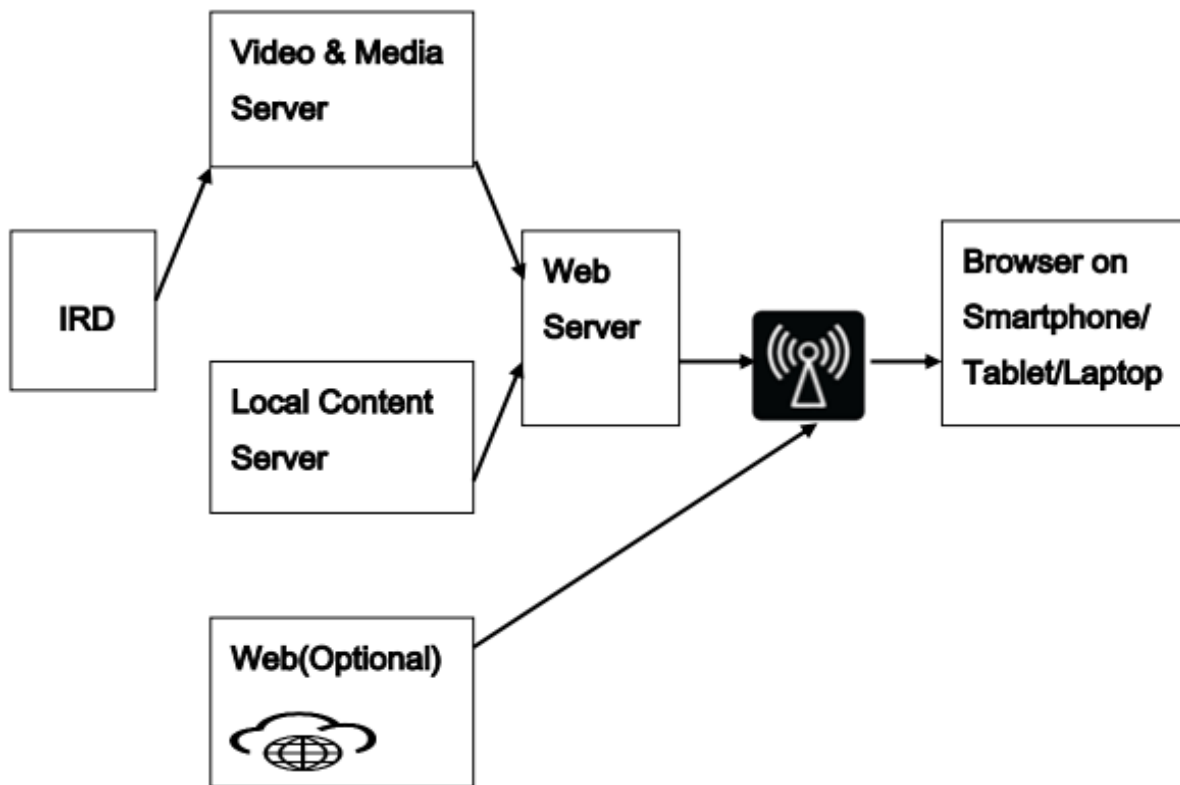 Video & Media
Server
IRD
Web
Server
Browser on
Smartphone/
Tablet/Laptop
Local Content
Server
Web(Optional)